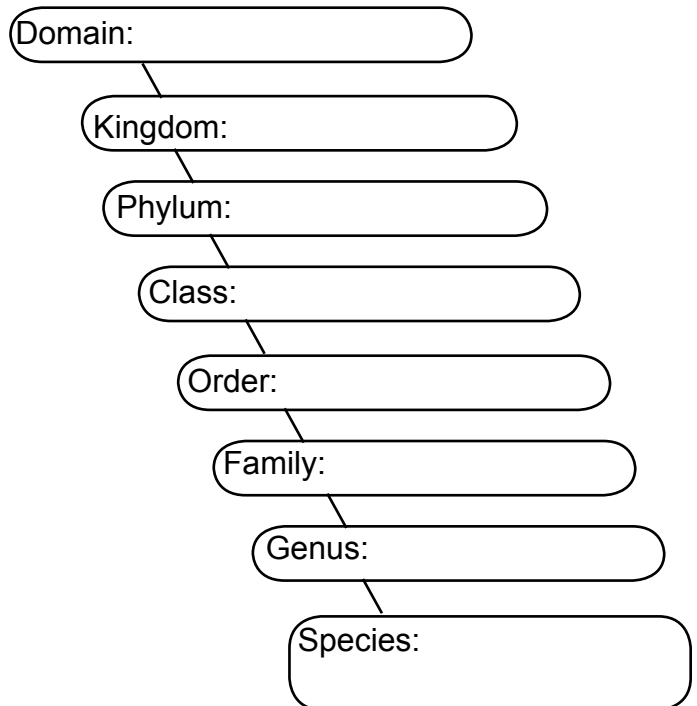 Domain:
Kingdom:
Phylum:
Class:
Order:
Family:
Genus:
Species: